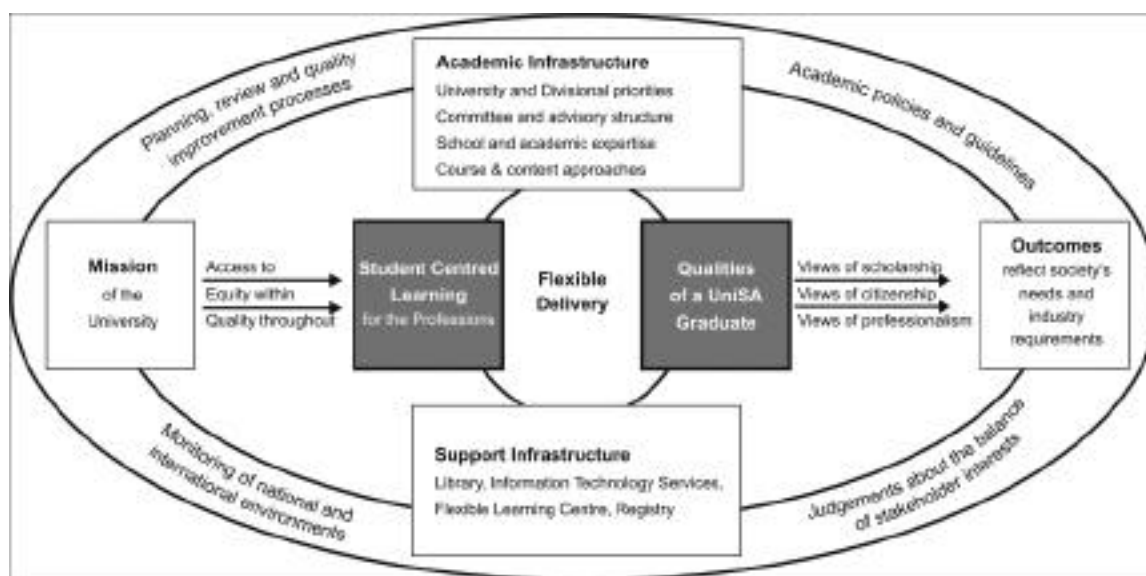 Planning, review and quality
improvement processes
Academic Infrastructure
University and Divisional priorities
Committee and advisory structure
School and academic expertise
Course & content approaches
Academic policies and guidelines
Mission
of the
University
Access to
Equity within
Quality throughout
Student Centred
Learning
for the Professions
Flexible
Delivery
Qualities
of a UniSA
Graduate
Views of scholarship
Views of citizenship
Views of professionalism
Outcomes
reflect society's
needs and
industry
requirements
Monitoring of national and
international environments
Support Infrastructure
Library, Information Technology Services,
Flexible Learning Centre, Registry
Judgements about the balance
of stakeholder interests